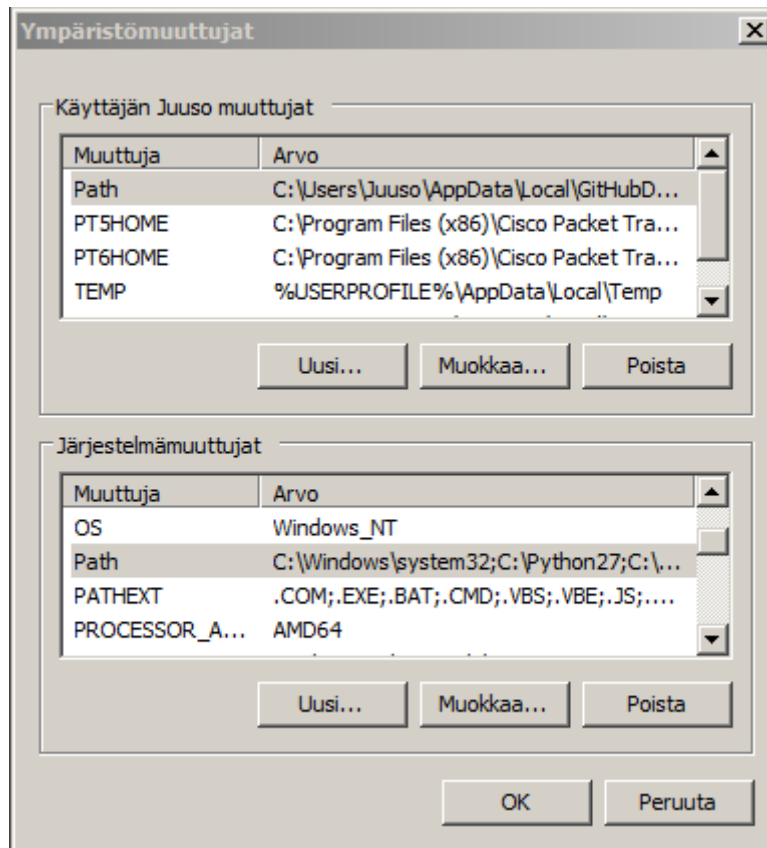 Ympäristömuuttujat
Käyttäjän Juuso muuttujat
Muuttuja Arvo
Path C:\Users\Juuso\AppData\Local\GitHubD...
PT5HOME C:\Program Files (x86)\Cisco Packet Tra...
PT6HOME C:\Program Files (x86)\Cisco Packet Tra...
TEMP %USERPROFILE%\AppData\Local\Temp
Uusi... Muokkaa... Poista
Järjestelmämuuttujat
Muuttuja Arvo
OS Windows_NT
Path C:\Windows\system32;C:\Python27;C:\...
PATHEXT .COM;.EXE;.BAT;.CMD;.VBS;.VBE;.JS;....
PROCESSOR_A... AMD64
Uusi... Muokkaa... Poista
OK Peruuta